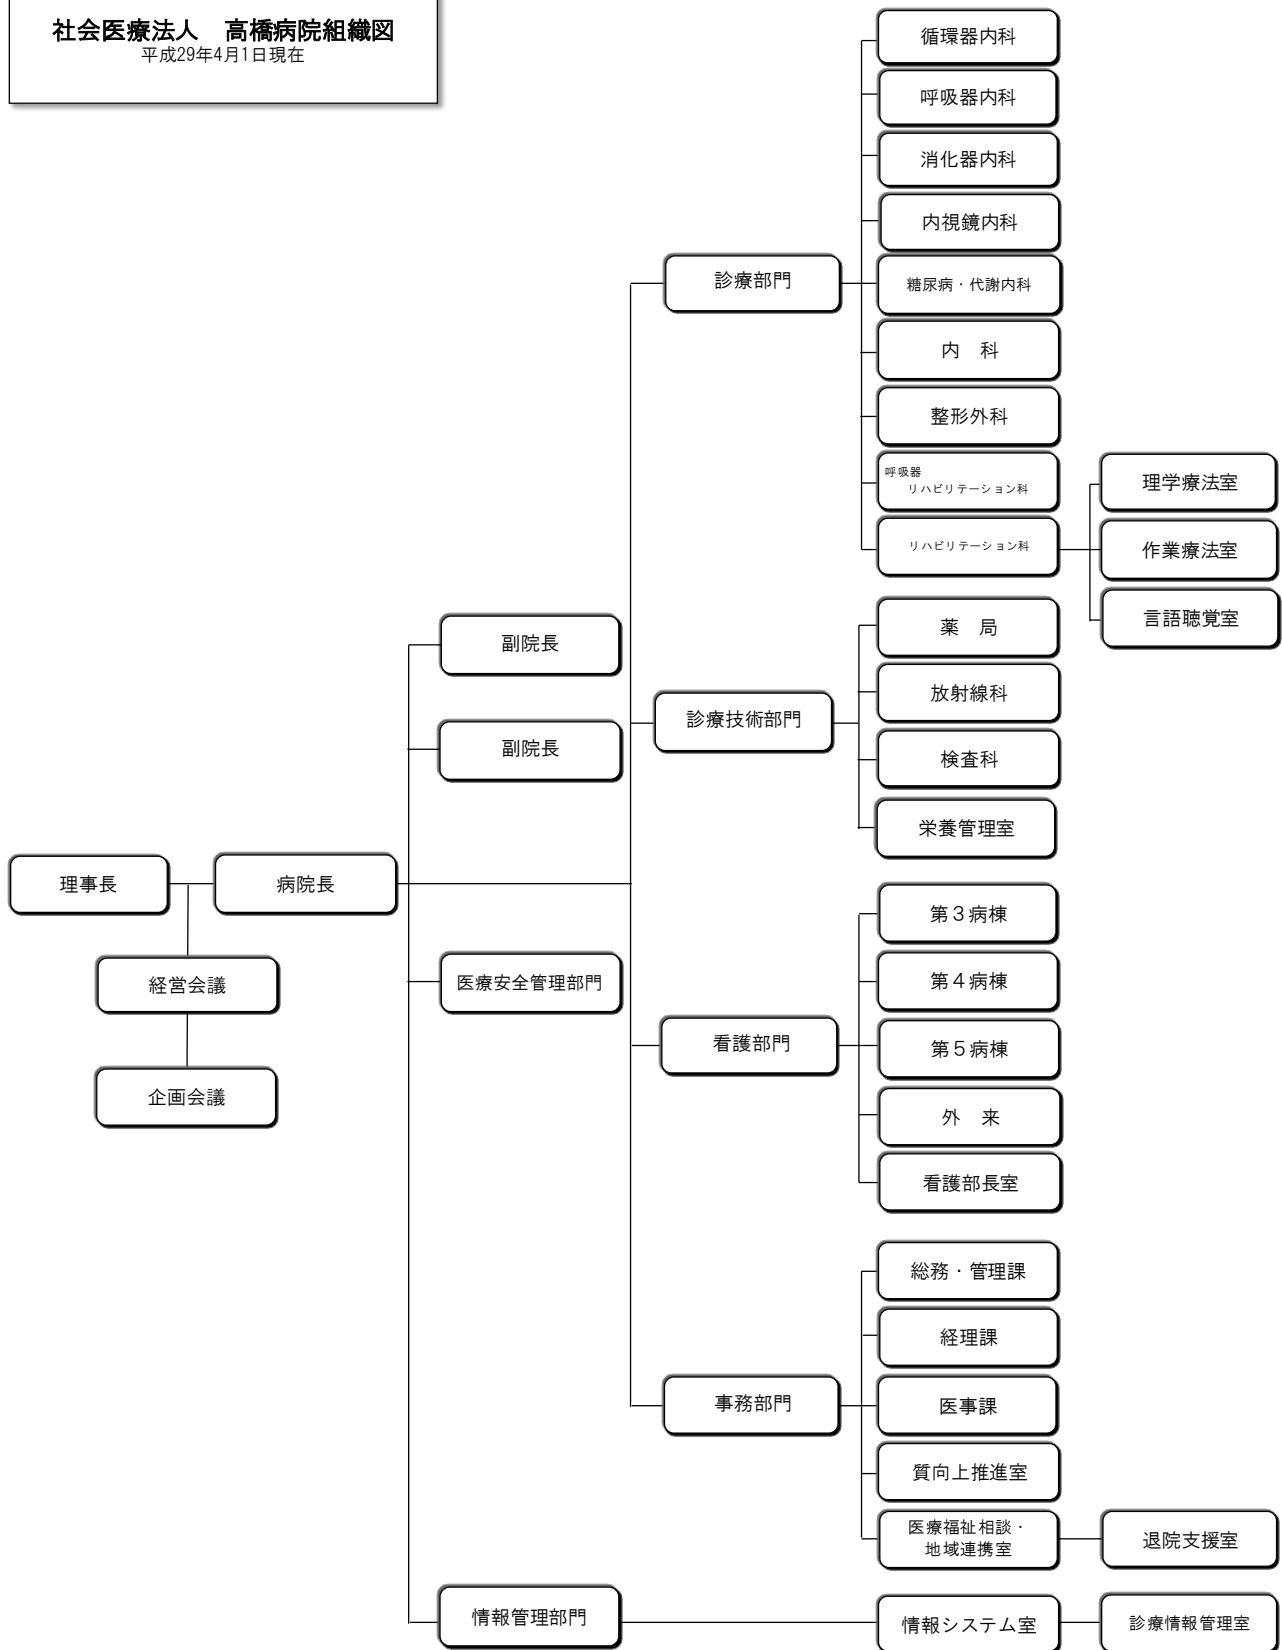 社会医療法人　高橋病院組織図
平成29年4月1日現在
循環器内科
呼吸器内科
消化器内科
内視鏡内科
診療部門
糖尿病・代謝内科
内　科
整形外科
呼吸器
リハビリテーション科
リハビリテーション科
理学療法室
作業療法室
言語聴覚室
副院長
副院長
診療技術部門
薬　局
放射線科
検査科
栄養管理室
理事長
病院長
経営会議
企画会議
医療安全管理部門
看護部門
第３病棟
第４病棟
第５病棟
外　来
看護部長室
事務部門
総務・管理課
経理課
医事課
質向上推進室
医療福祉相談・
地域連携室
退院支援室
情報管理部門
情報システム室
診療情報管理室